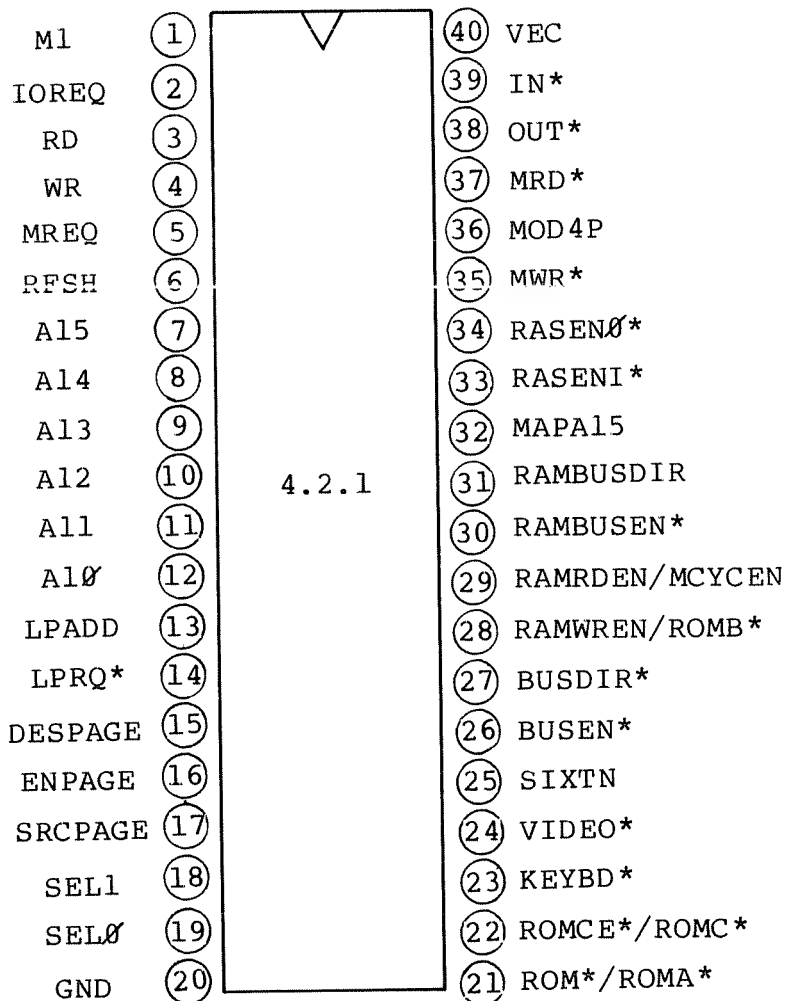 M1 1 40 VEC
IOREQ 2 39 IN*
RD 3 38 OUT*
WR 4 37 MRD*
MREQ 5 36 MOD4P
RFSH 6 35 MWR*
A15 7 34 RASENØ*
A14 8 33 RASENI*
A13 9 32 MAPA15
A12 10 4.2.1 31 RAMBUSDIR
A11 11 30 RAMBUSEN*
A1Ø 12 29 RAMRDEN/MCYCEN
LPADD 13 28 RAMWREN/ROMB*
LPRQ* 14 27 BUSDIR*
DESPAGE 15 26 BUSEN*
ENPAGE 16 25 SIXTN
SRCPAGE 17 24 VIDEO*
SEL1 18 23 KEYBD*
SELØ 19 22 ROMCE*/ROMC*
GND 20 21 ROM*/ROMA*